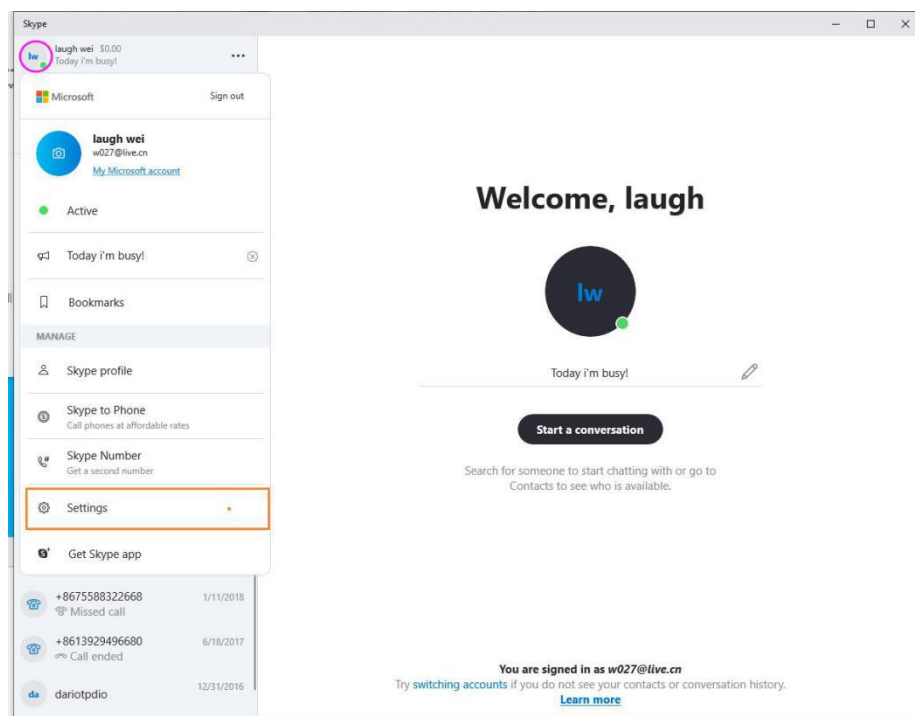 Skype
lw
laugh wei $0.00
Today i'm busy!
Microsoft
Sign out
laugh wei
w027@live.cn
My Microsoft account
Active
Today i'm busy!
Bookmarks
MANAGE
Skype profile
Skype to Phone
Call phones at affordable rates
Skype Number
Get a second number
Settings
Get Skype app
+8675588322668 1/11/2018
Missed call
+8613929496680 6/18/2017
Call ended
da dariotpdio 12/31/2016
Welcome, laugh
lw
Today i'm busy!
Start a conversation
Search for someone to start chatting with or go to
Contacts to see who is available.
You are signed in as w027@live.cn
Try switching accounts if you do not see your contacts or conversation history.
Learn more